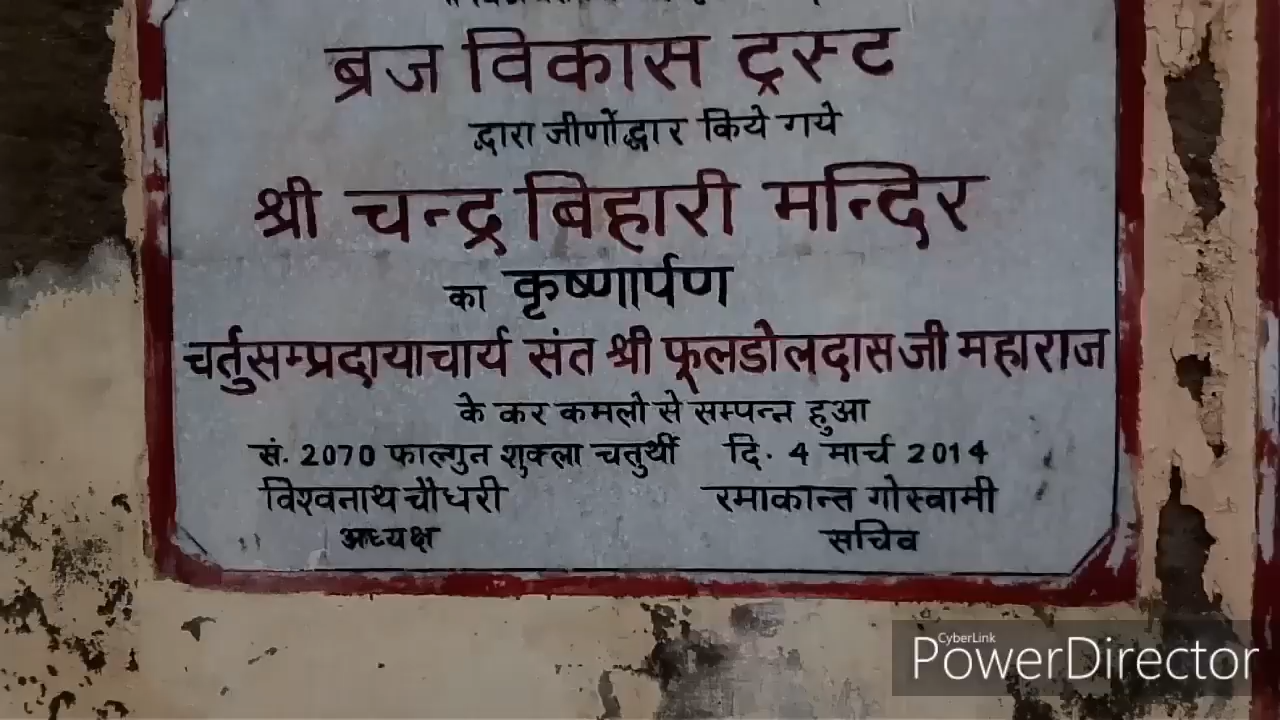 ब्रज विकास ट्रस्ट
द्वारा जीर्णोद्धार किये गये
श्री चन्द्र बिहारी मन्दिर
का कृष्णार्पण
चर्तुसम्प्रदायाचार्य संत श्री फूलडोलदास जी महाराज
के कर कमलो से सम्पन्न हुआ
सं. 2070 फाल्गुन शुक्ला चतुर्थी दि. 4 मार्च 2014
विश्वनाथ चौधरी रमाकान्त गोस्वामी
अध्यक्ष सचिव
CyberLink
PowerDirector